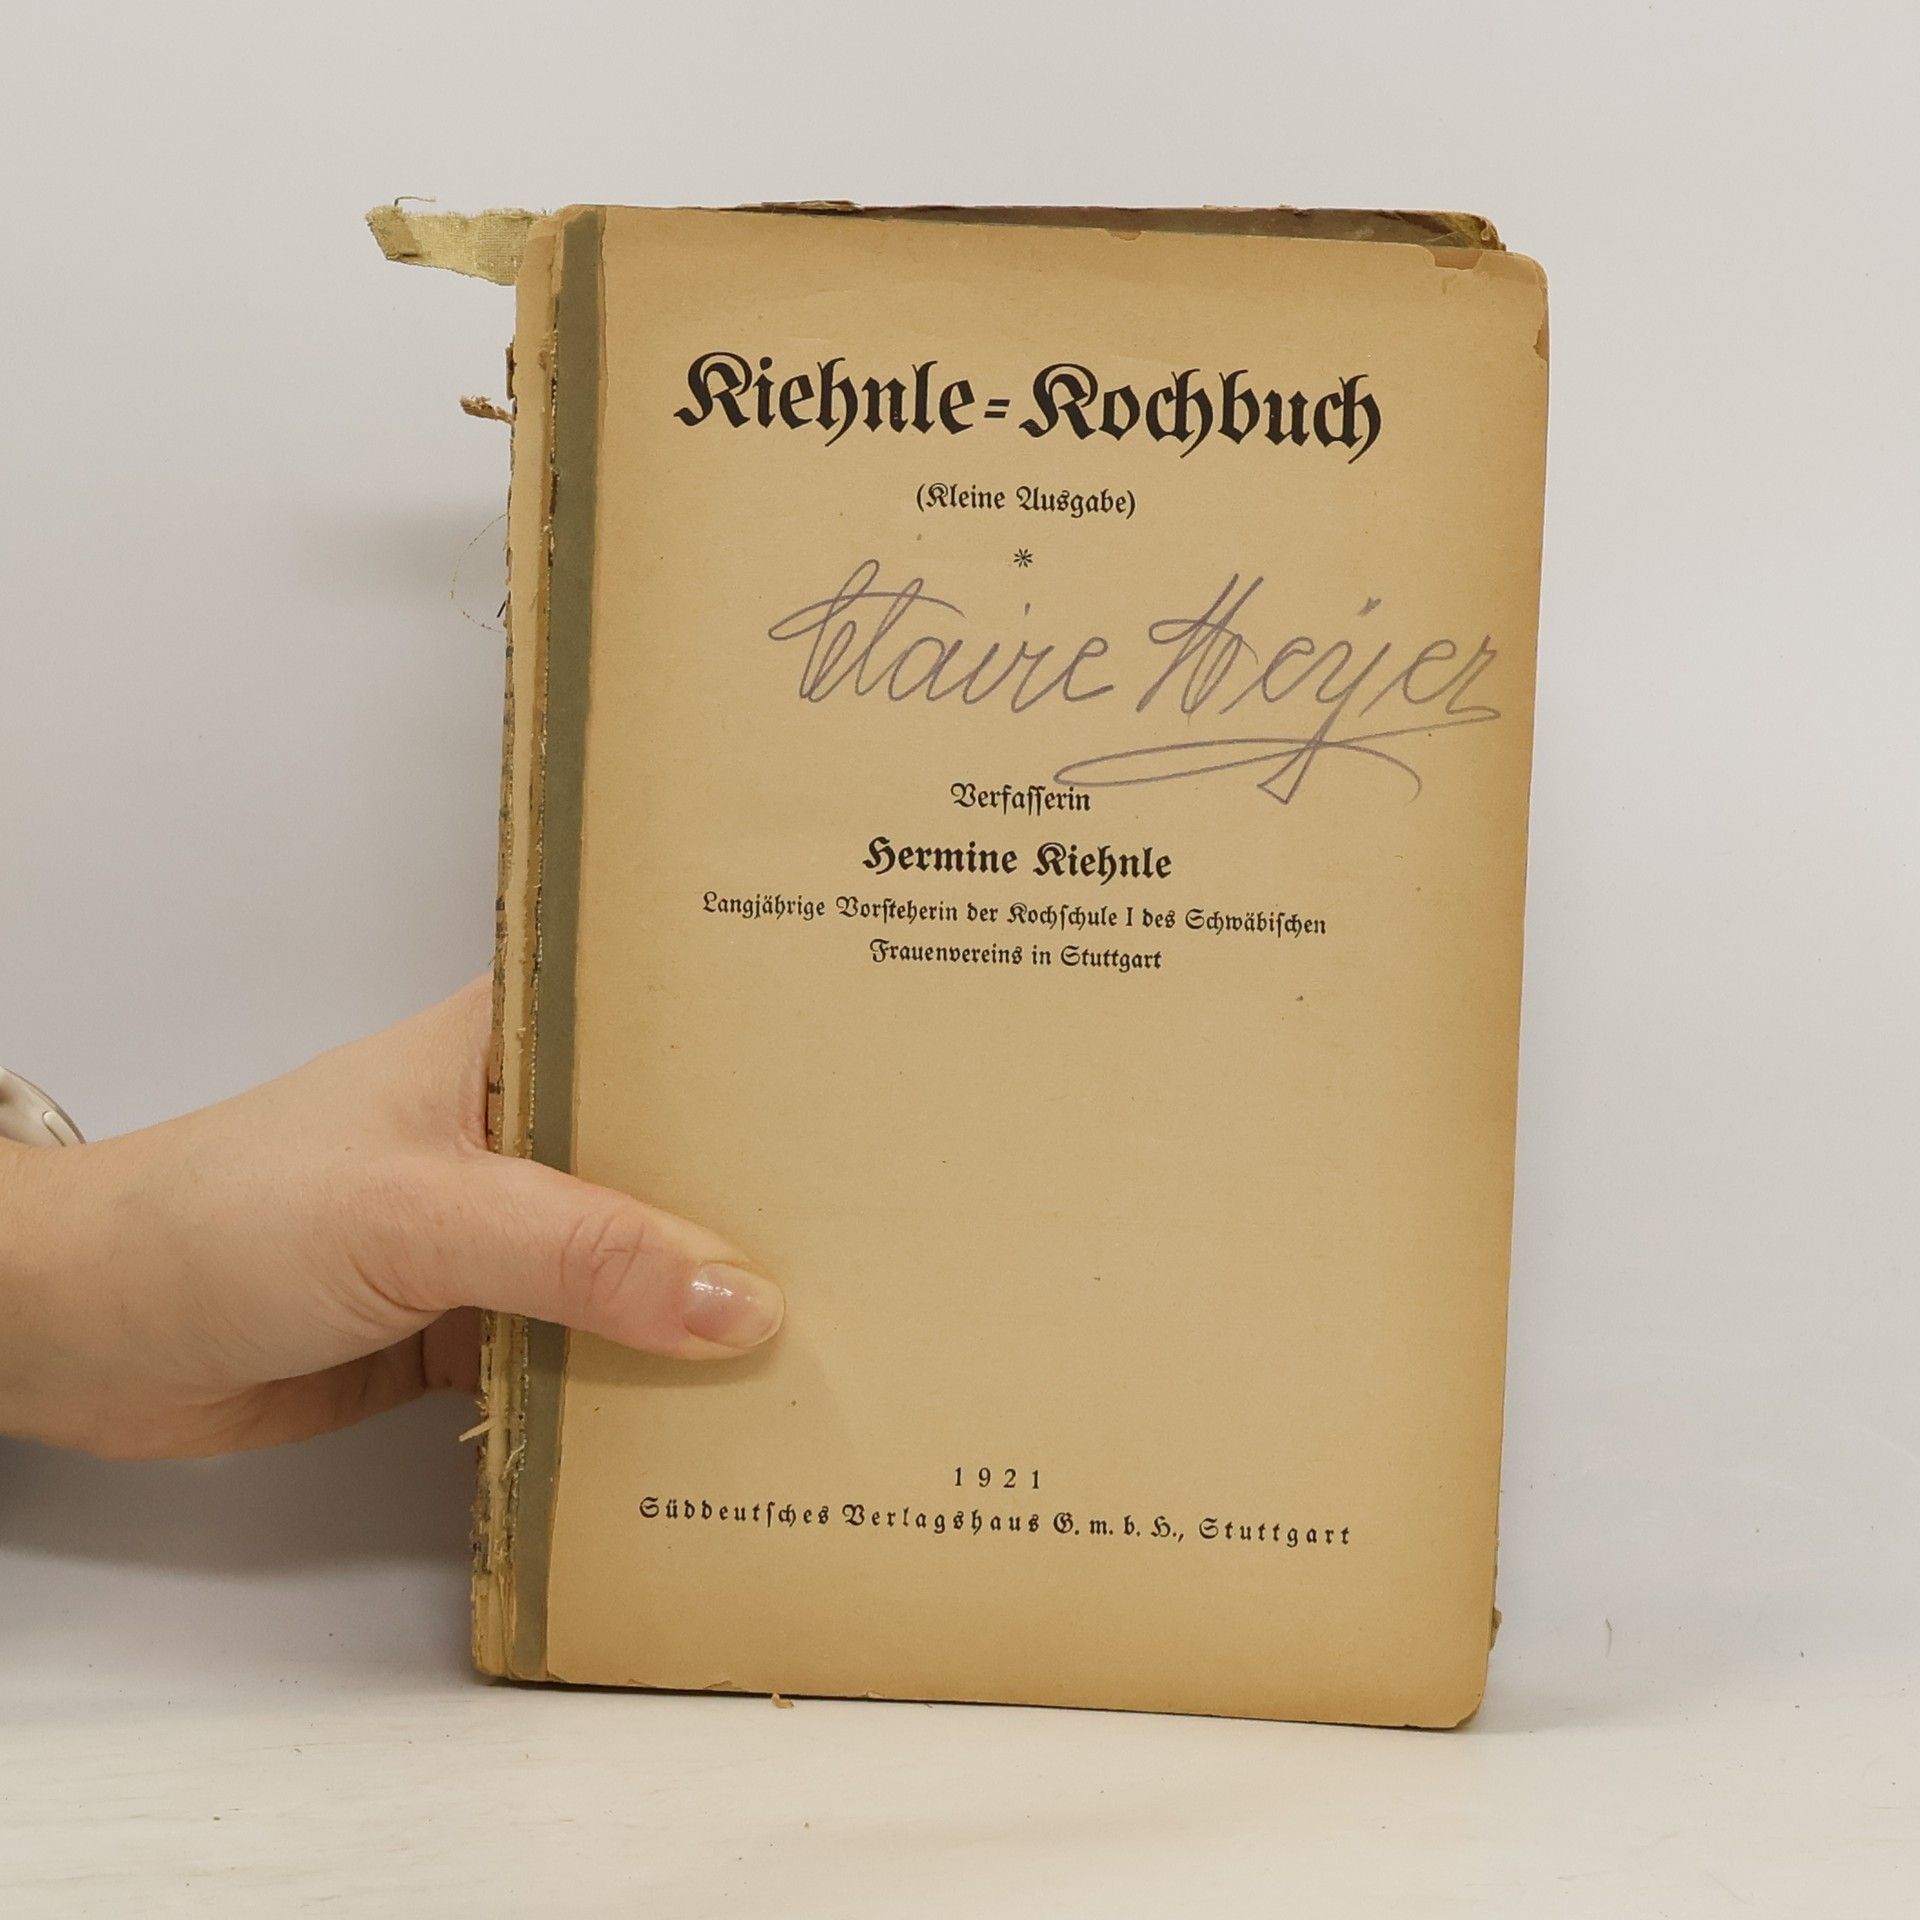 Kiehnle=Kochbuch
(Kleine Ausgabe)
*
Claire Meyer
Verfasserin
Hermine Kiehnle
Langjährige Vorsteherin der Kochschule I des Schwäbischen
Frauenvereins in Stuttgart
1921
Süddeutsches Verlagshaus G. m. b. H., Stuttgart